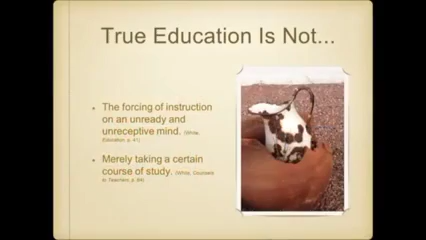 True Education Is Not...
• The forcing of instruction
on an unready and
unreceptive mind. (White,
Education, p. 41)
• Merely taking a certain
course of study. (White, Counsels
to Teachers, p. 64)